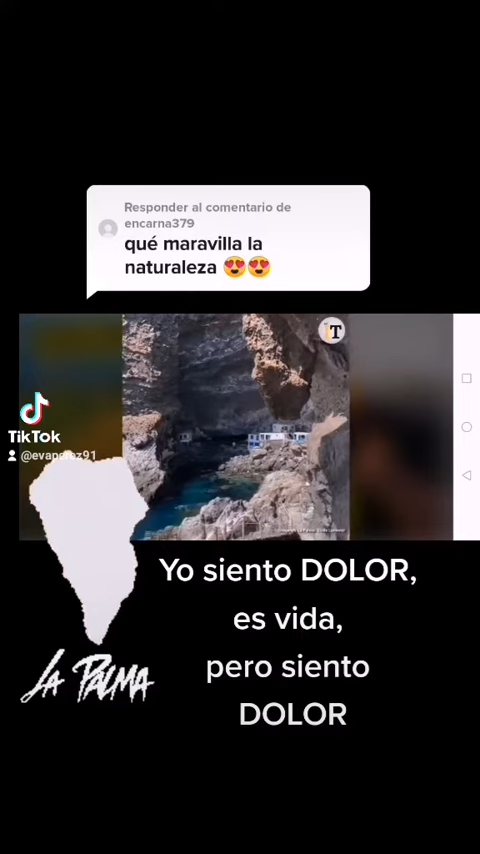 Responder al comentario de
encarna379
qué maravilla la
naturaleza 😍😍
T
TikTok
LA PALMA
Yo siento DOLOR,
es vida,
pero siento
DOLOR